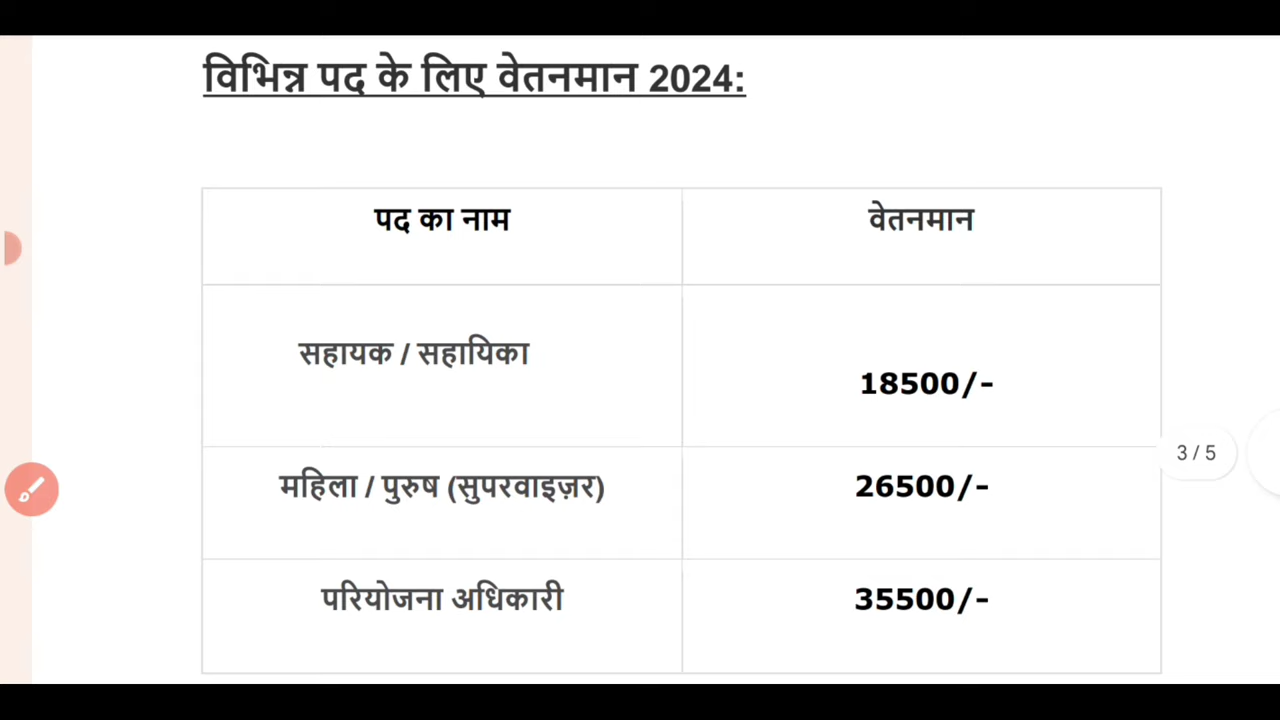 विभिन्न पद के लिए वेतनमान 2024:
पद का नाम वेतनमान
सहायक / सहायिका 18500/-
महिला / पुरुष (सुपरवाइज़र) 26500/-
परियोजना अधिकारी 35500/-
3 / 5